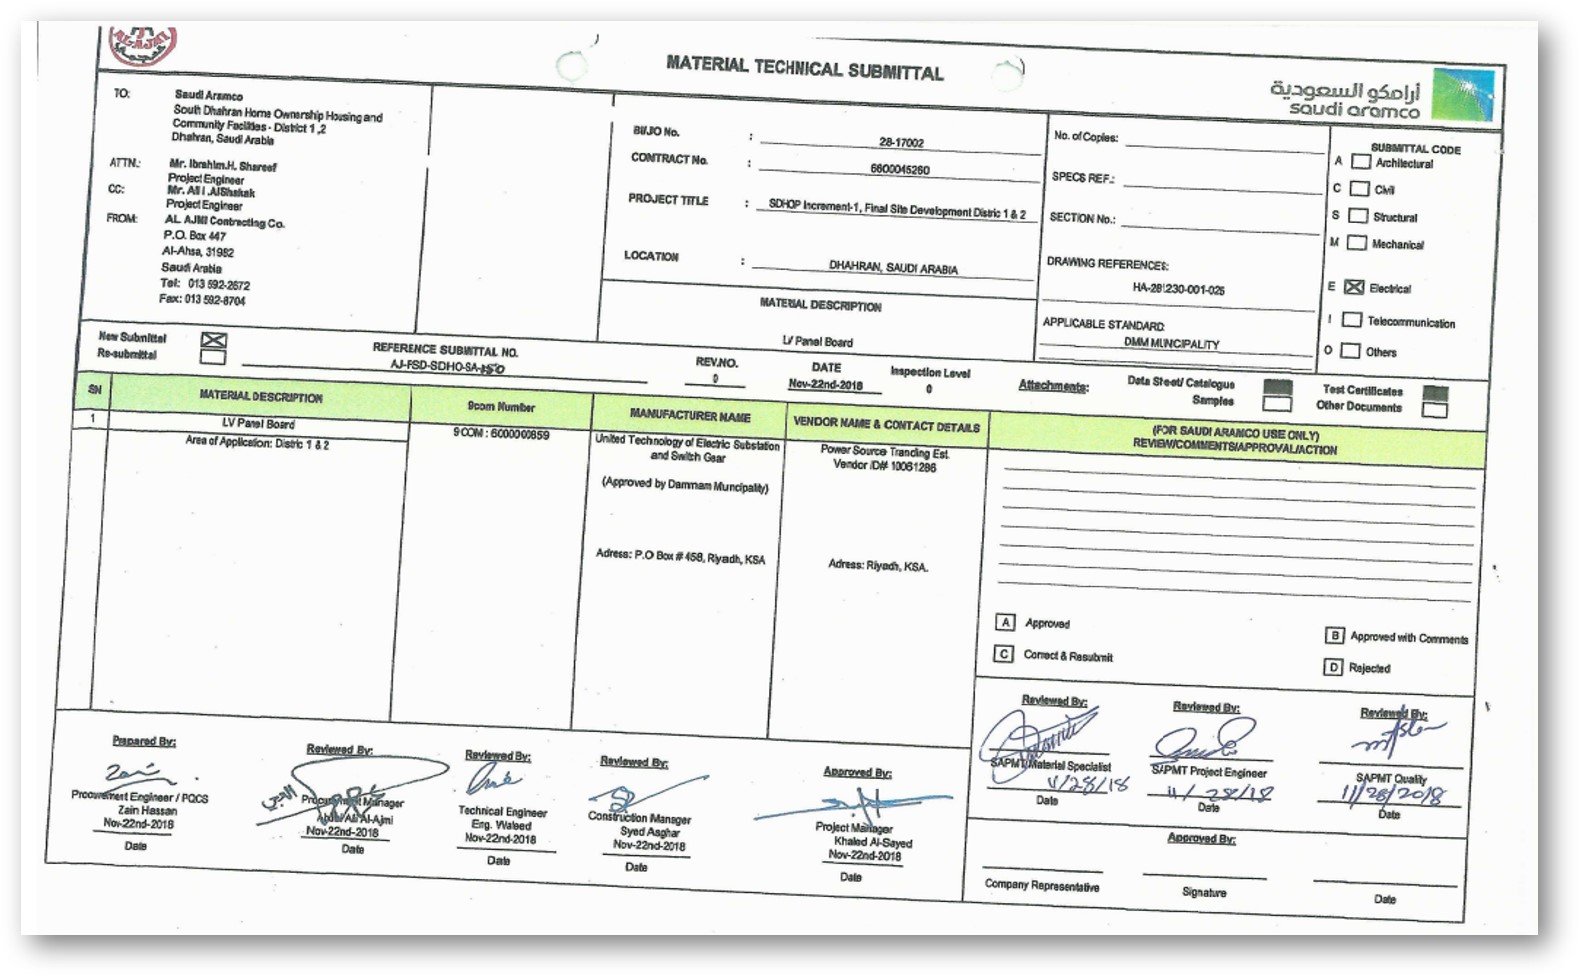 AL-AJMI
MATERIAL TECHNICAL SUBMITTAL
أرامكو السعودية
saudi aramco
TO:
Saudi Aramco
South Dhahran Home Ownership Housing and
Community Facilities - District 1 ,2
Dhahran, Saudi Arabia
ATTN.:
Mr. Ibrahim.H. Shareef
Project Engineer
CC:
Mr. Ali I .AlShakak
Project Engineer
FROM:
AL AJMI Contracting Co.
P.O. Box 447
Al-Ahsa, 31982
Saudi Arabia
Tel: 013 592-2672
Fax: 013 592-8704
BI/JO No. : 28-17002
CONTRACT No. : 6600045260
PROJECT TITLE : SDHOP Increment-1, Final Site Development Distric 1 & 2
LOCATION : DHAHRAN, SAUDI ARABIA
MATERIAL DESCRIPTION
LV Panel Board
No. of Copies:
SPECS REF.:
SECTION No.:
DRAWING REFERENCES:
HA-281230-001-025
APPLICABLE STANDARD:
DMM MUNCIPALITY
SUBMITTAL CODE
A Architectural
C Civil
S Structural
M Mechanical
E Electrical
I Telecommunication
O Others
New Submittal
Re-submittal
REFERENCE SUBMITTAL NO.
AJ-FSD-SDHO-SA-150
REV.NO.
0
DATE
Nov-22nd-2018
Inspection Level
0
Attachments:
Data Sheet/ Catalogue
Samples
Test Certificates
Other Documents
SN
MATERIAL DESCRIPTION
9com Number
MANUFACTURER NAME
VENDOR NAME & CONTACT DETAILS
(FOR SAUDI ARAMCO USE ONLY)
REVIEW/COMMENTS/APPROVAL/ACTION
1
LV Panel Board
Area of Application: Distric 1 & 2
9COM : 6000000859
United Technology of Electric Substation
and Switch Gear
(Approved by Dammam Muncipality)
Adress: P.O Box # 458, Riyadh, KSA
Power Source Trancling Est.
Vendor ID# 10061286
Adress: Riyadh, KSA.
A Approved
B Approved with Comments
C Correct & Resubmit
D Rejected
Prepared By:
Procurement Engineer / PQCS
Zain Hassan
Nov-22nd-2018
Date
Reviewed By:
Procurement Manager
Ali Al-Ajmi
Nov-22nd-2018
Date
Reviewed By:
Technical Engineer
Eng. Waleed
Nov-22nd-2018
Date
Reviewed By:
Construction Manager
Syed Asghar
Nov-22nd-2018
Date
Approved By:
Project Manager
Khaled Al-Sayed
Nov-22nd-2018
Date
Reviewed By:
SAPMT/Material Specialist
11/28/18
Date
Reviewed By:
SAPMT Project Engineer
11/28/18
Date
Reviewed By:
SAPMT Quality
11/28/2018
Date
Approved By:
Company Representative
Signature
Date